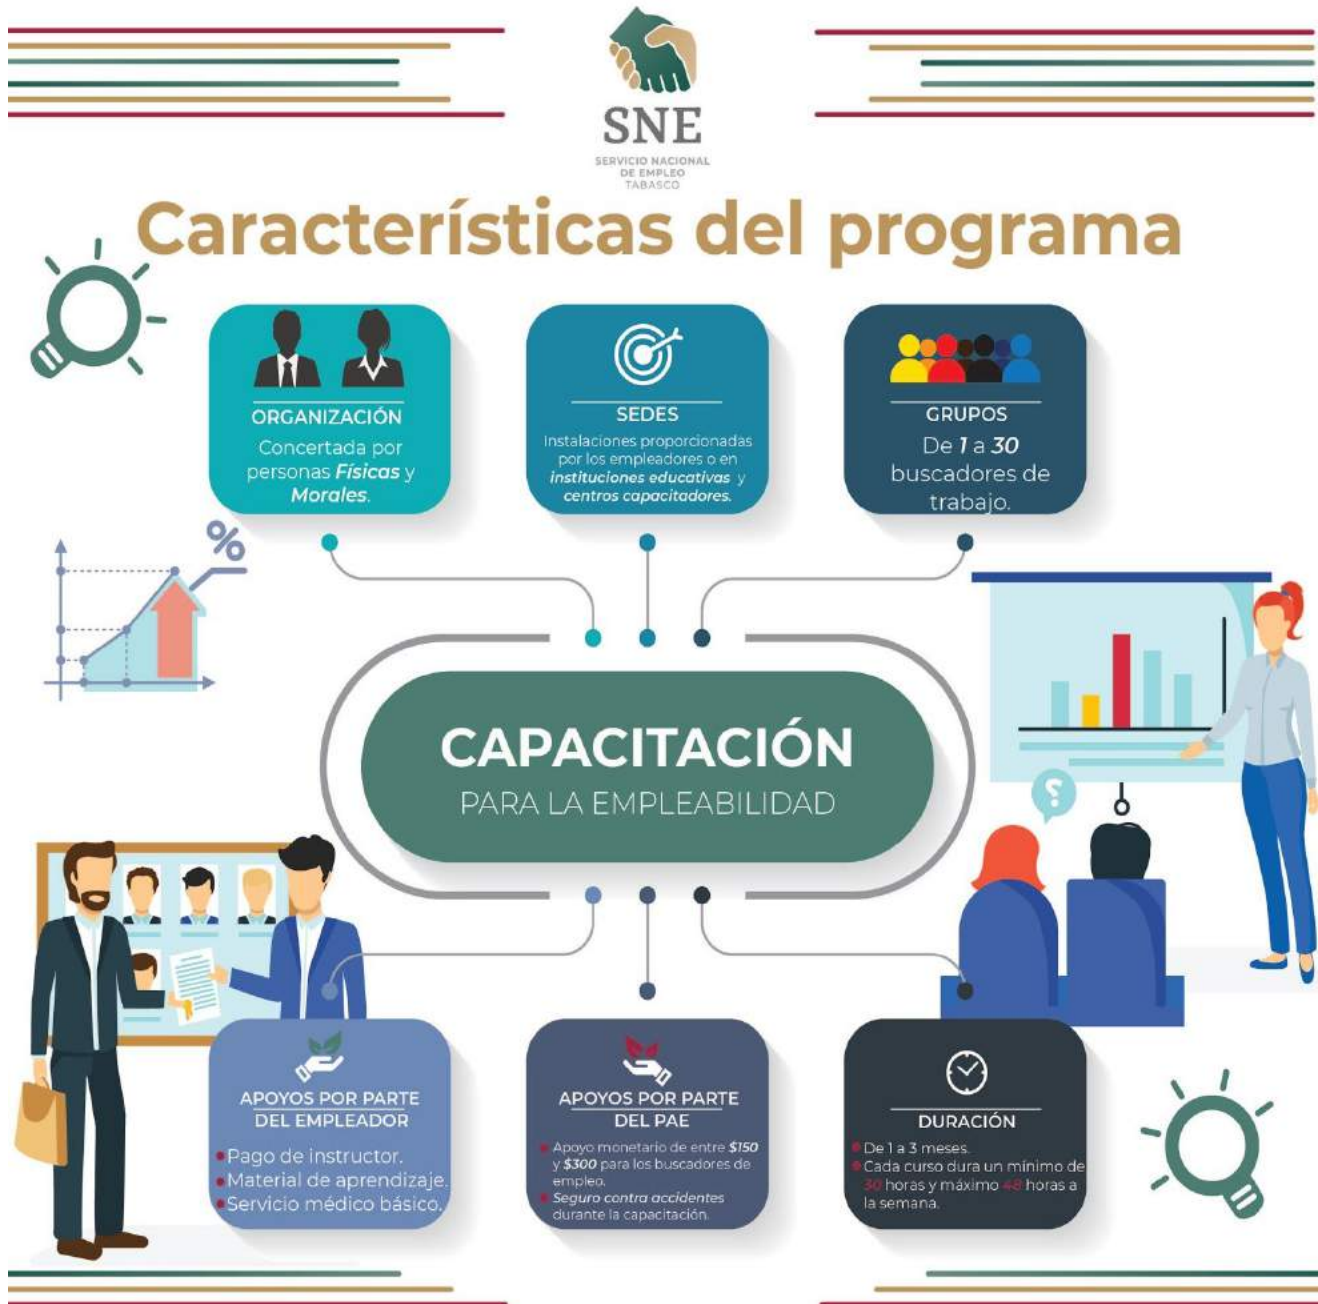 SNE
SERVICIO NACIONAL
DE EMPLEO
TABASCO
Características del programa
ORGANIZACIÓN
Concertada por
personas Físicas y
Morales.
SEDES
Instalaciones proporcionadas
por los empleadores o en
instituciones educativas y
centros capacitadores.
GRUPOS
De 1 a 30
buscadores de
trabajo.
%
CAPACITACIÓN
PARA LA EMPLEABILIDAD
?
APOYOS POR PARTE
DEL EMPLEADOR
• Pago de instructor.
• Material de aprendizaje.
• Servicio médico básico.
APOYOS POR PARTE
DEL PAE
• Apoyo monetario de entre $150
y $300 para los buscadores de
empleo.
• Seguro contra accidentes
durante la capacitación.
DURACIÓN
• De 1 a 3 meses.
• Cada curso dura un mínimo de
30 horas y máximo 48 horas a
la semana.